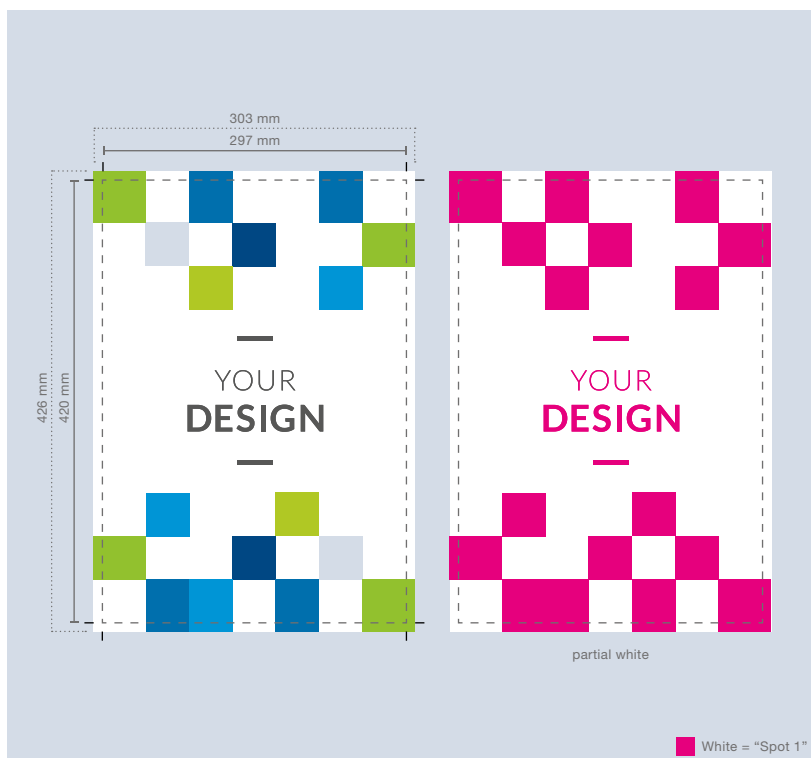 303 mm
297 mm
426 mm
420 mm
YOUR
DESIGN
YOUR
DESIGN
partial white
White = “Spot 1”